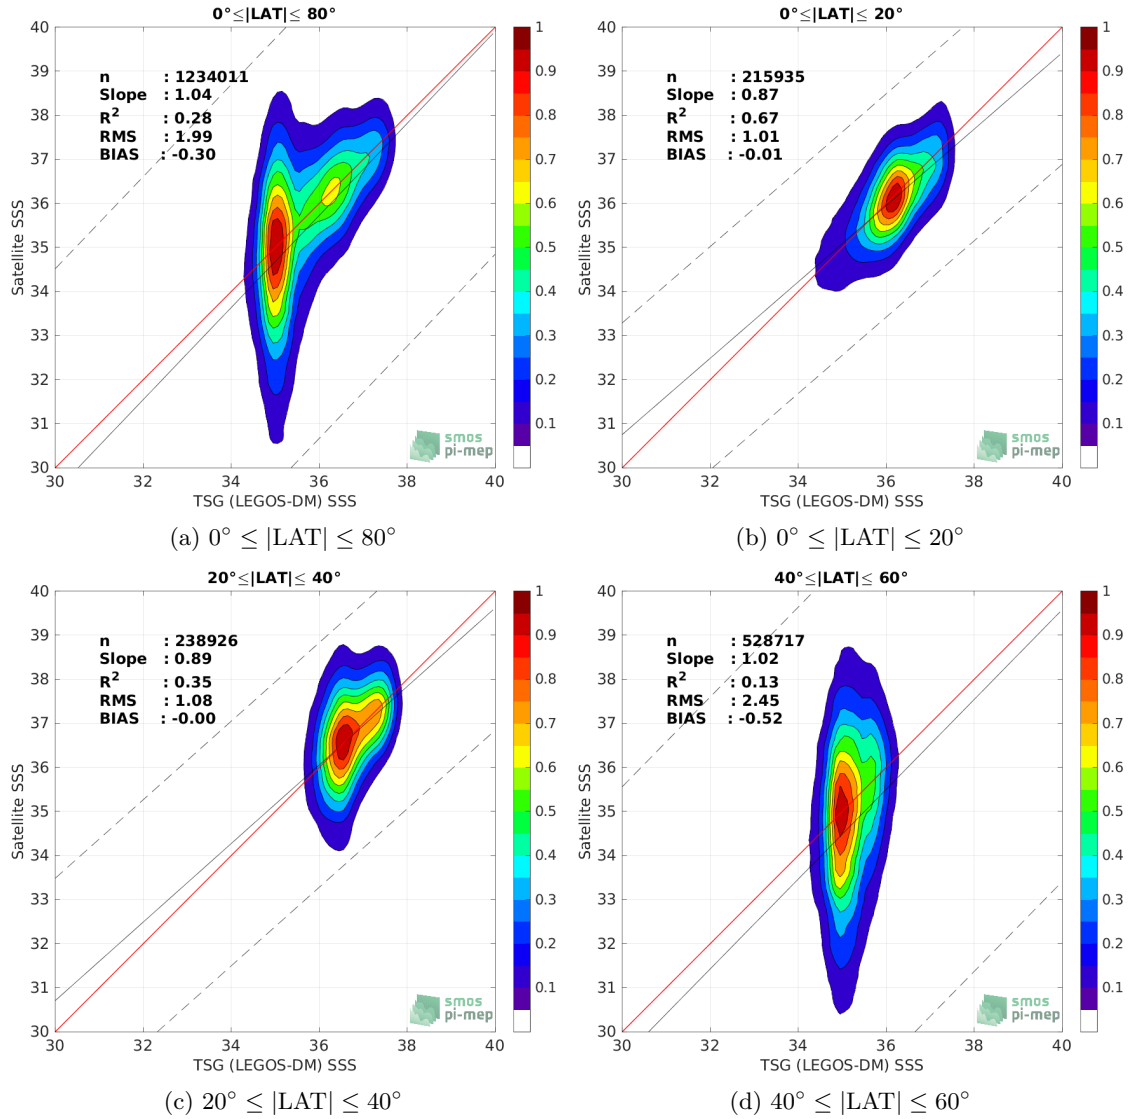 0°≤|LAT|≤ 80°
n : 1234011
Slope : 1.04
R² : 0.28
RMS : 1.99
BIAS : -0.30
Satellite SSS
40
39
38
37
36
35
34
33
32
31
30
30 32 34 36 38 40
TSG (LEGOS-DM) SSS
1
0.9
0.8
0.7
0.6
0.5
0.4
0.3
0.2
0.1
smos
pi-mep
(a) 0° ≤ |LAT| ≤ 80°
0°≤|LAT|≤ 20°
n : 215935
Slope : 0.87
R² : 0.67
RMS : 1.01
BIAS : -0.01
Satellite SSS
40
39
38
37
36
35
34
33
32
31
30
30 32 34 36 38 40
TSG (LEGOS-DM) SSS
1
0.9
0.8
0.7
0.6
0.5
0.4
0.3
0.2
0.1
smos
pi-mep
(b) 0° ≤ |LAT| ≤ 20°
20°≤|LAT|≤ 40°
n : 238926
Slope : 0.89
R² : 0.35
RMS : 1.08
BIAS : -0.00
Satellite SSS
40
39
38
37
36
35
34
33
32
31
30
30 32 34 36 38 40
TSG (LEGOS-DM) SSS
1
0.9
0.8
0.7
0.6
0.5
0.4
0.3
0.2
0.1
smos
pi-mep
(c) 20° ≤ |LAT| ≤ 40°
40°≤|LAT|≤ 60°
n : 528717
Slope : 1.02
R² : 0.13
RMS : 2.45
BIAS : -0.52
Satellite SSS
40
39
38
37
36
35
34
33
32
31
30
30 32 34 36 38 40
TSG (LEGOS-DM) SSS
1
0.9
0.8
0.7
0.6
0.5
0.4
0.3
0.2
0.1
smos
pi-mep
(d) 40° ≤ |LAT| ≤ 60°